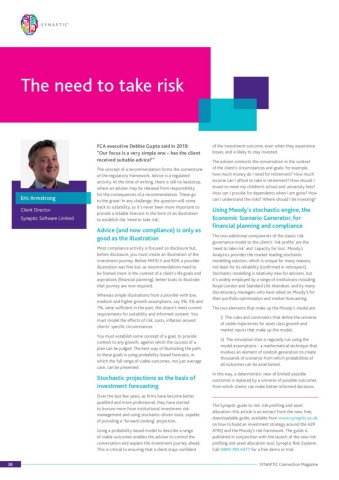 SYNAPTIC
The need to take risk
Eric Armstrong
Client Director
Synaptic Software Limited
FCA executive Debbie Gupta said in 2019:
"Our focus is a very simple one – has the client
received suitable advice?"
The concept of a recommendation forms the cornerstone
of the regulatory framework. Advice is a regulated
activity. At the time of writing, there is still no backstop,
where an adviser may be released from responsibility
for the consequences of a recommendation. These go
to the grave! In any challenge, the question will come
back to suitability, so it's never been more important to
provide a reliable forecast in the form of an illustration
to establish the 'need to take risk'.
Advice (and now compliance) is only as
good as the illustration
Most compliance activity is focused on disclosure but,
before disclosure, you must create an illustration of the
investment journey. Before MiFID II and RDR, a provider
illustration was fine but, as recommendations need to
be framed more in the context of a client's life goals and
aspirations (financial planning), better tools to illustrate
that journey are now required.
Whereas simple illustrations from a provider with low,
medium and higher growth assumptions, say 3%, 5% and
7%, were sufficient in the past, this doesn't meet current
requirements for suitability and informed consent. You
must model the effects of risk, costs, inflation around
clients' specific circumstances.
You must establish some concept of a goal, to provide
context to any growth, against which the success of a
plan can be judged. The best way of illustrating the path
to these goals is using probability-based forecasts, in
which the full range of viable outcomes, not just average
case, can be presented.
Stochastic projections as the basis of
investment forecasting
Over the last few years, as firms have become better
qualified and more professional, they have started
to borrow more from institutional investment risk
management and using stochastic-driven tools, capable
of providing a 'forward-looking' projection.
Using a probability-based model to describe a range
of viable outcomes enables the adviser to control the
conversation and explain the investment journey ahead.
This is critical to ensuring that a client stays confident
of the investment outcome, even when they experience
losses, and is likely to stay invested.
The adviser conducts the conversation in the context
of the client's circumstances and goals: for example,
how much money do I need for retirement? How much
income can I afford to take in retirement? How should I
invest to meet my children's school and university fees?
How can I provide for dependents when I am gone? How
can I understand the risks? Where should I be investing?
Using Moody's stochastic engine, the
Economic Scenario Generator, for
financial planning and compliance
The two additional components of the classic risk
governance model to the client's 'risk profile' are the
'need to take risk' and 'capacity for loss'. Moody's
Analytics provides the market-leading stochastic
modelling solution, which is unique for many reasons,
not least for its reliability (confirmed in retrospect).
Stochastic modelling is relatively new for advisers, but
it's widely employed by a range of institutions including
Royal London and Standard Life Aberdeen, and by many
discretionary managers who have relied on Moody's for
their portfolio optimisation and market forecasting.
The two elements that make up the Moody's model are:
i) The rules and constraints that define the universe
of viable trajectories for asset class growth and
market inputs that make up the model.
ii) The simulation that is regularly run using the
model assumptions – a mathematical technique that
involves an element of random generation to create
thousands of scenarios from which probabilities of
all outcomes can be ascertained.
In this way, a deterministic view of limited possible
outcomes is replaced by a universe of possible outcomes
from which clients can make better informed decisions.
The Synaptic guide to risk: risk profiling and asset
allocation: this article is an extract from the new, free,
downloadable guide, available from www.synaptic.co.uk,
on how to build an investment strategy around the A2R
ATRQ and the Moody's risk framework. The guide is
published in conjunction with the launch of the new risk
profiling and asset allocation tool, Synaptic Risk Explorer.
Call 0800 783 4477 for a free demo or trial.
SYNAPTIC Connection Magazine